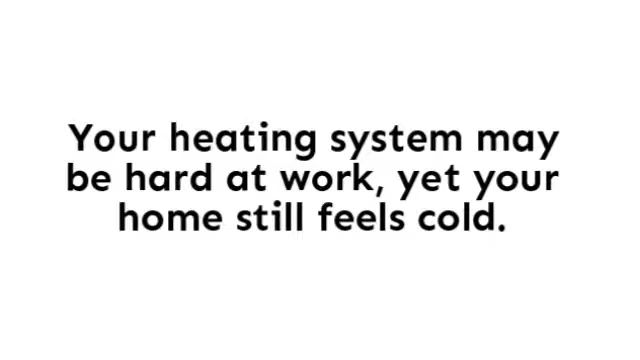 Your heating system may
be hard at work, yet your
home still feels cold.